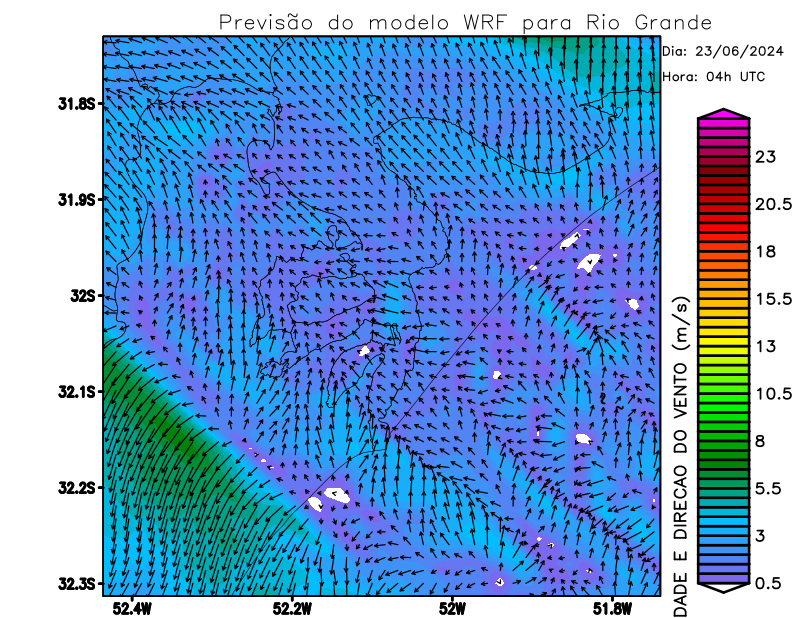 Previsão do modelo WRF para Rio Grande
Dia: 23/06/2024
Hora: 04h UTC
31.8S
31.9S
32S
32.1S
32.2S
32.3S
52.4W
52.2W
52W
51.8W
23
20.5
18
15.5
13
10.5
8
5.5
3
0.5
DADE E DIRECAO DO VENTO (m/s)